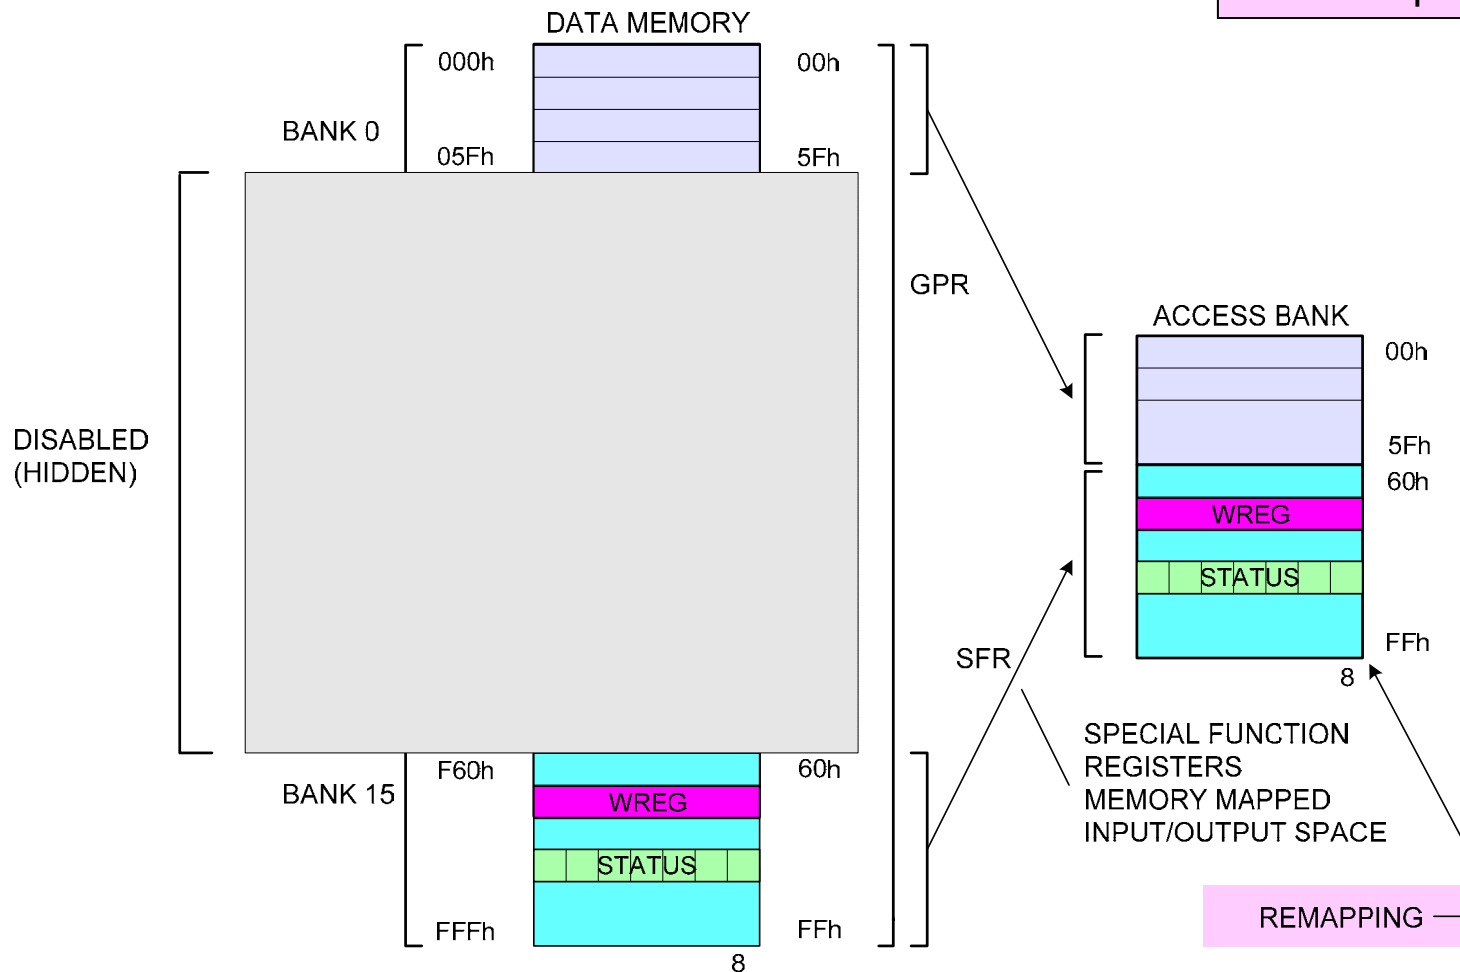 DATA MEMORY
000h
00h
BANK 0
05Fh
5Fh
GPR
ACCESS BANK
00h
DISABLED
(HIDDEN)
5Fh
60h
WREG
STATUS
FFh
SFR
8
SPECIAL FUNCTION
REGISTERS
MEMORY MAPPED
INPUT/OUTPUT SPACE
F60h
60h
BANK 15
WREG
STATUS
FFFh
FFh
8
REMAPPING